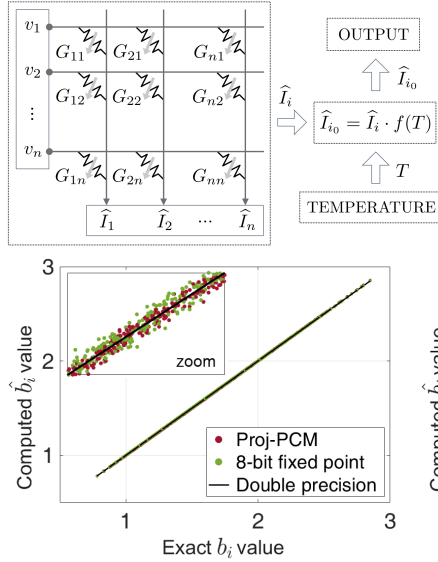 v₁ G₁₁ G₂₁ Gₙ₁
v₂ G₁₂ G₂₂ Gₙ₂
⋮
vₙ G₁ₙ G₂ₙ Gₙₙ
Î₁ Î₂ ⋯ Îₙ
Îᵢ
OUTPUT
Îᵢ₀
Îᵢ₀ = Îᵢ · f(T)
T
TEMPERATURE
3
2
1
Computed b̂ᵢ value
zoom
Proj-PCM
8-bit fixed point
Double precision
1 2 3
Exact bᵢ value
Computed b̂ᵢ value